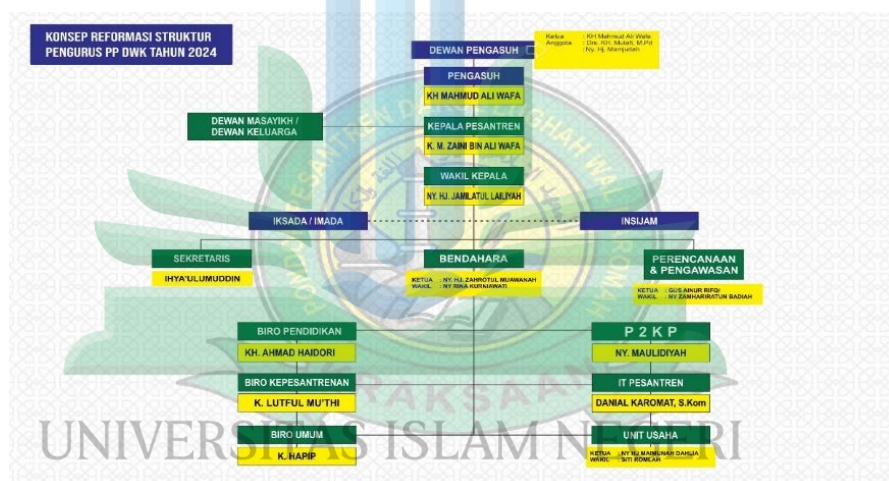 KONSEP REFORMASI STRUKTUR
PENGURUS PP DWK TAHUN 2024
DEWAN PENGASUH
Ketua : KH Mahmud Ali Wafa
Anggota : Drs. KH. Mutafi, M.Pd
: Ny. Hj. Mamjudah
PENGASUH
KH MAHMUD ALI WAFA
DEWAN MASAYIKH /
DEWAN KELUARGA
KEPALA PESANTREN
K. M. ZAINI BIN ALI WAFA
WAKIL KEPALA
NY. HJ. JAMILATUL LAILIYAH
IKSADA / IMADA
INSIJAM
SEKRETARIS
IHYA'ULUMUDDIN
BENDAHARA
KETUA : NY. HJ. ZAHROTUL MUAWANAH
WAKIL : NY RINA KURNIAWATI
PERENCANAAN
& PENGAWASAN
KETUA : GUS AINUR RIFQI
WAKIL : NY ZAMHARIRATUN BADIAH
BIRO PENDIDIKAN
KH. AHMAD HAIDORI
P2KP
NY. MAULIDIYAH
BIRO KEPESANTRENAN
K. LUTFUL MU'THI
IT PESANTREN
DANIAL KAROMAT, S.Kom
BIRO UMUM
K. HAPIP
UNIT USAHA
KETUA : NY HJ MAIMUNAH DAHLIA
WAKIL : SITI ROMLAH
RAKSAAN
UNIVERSITAS ISLAM NEGERI